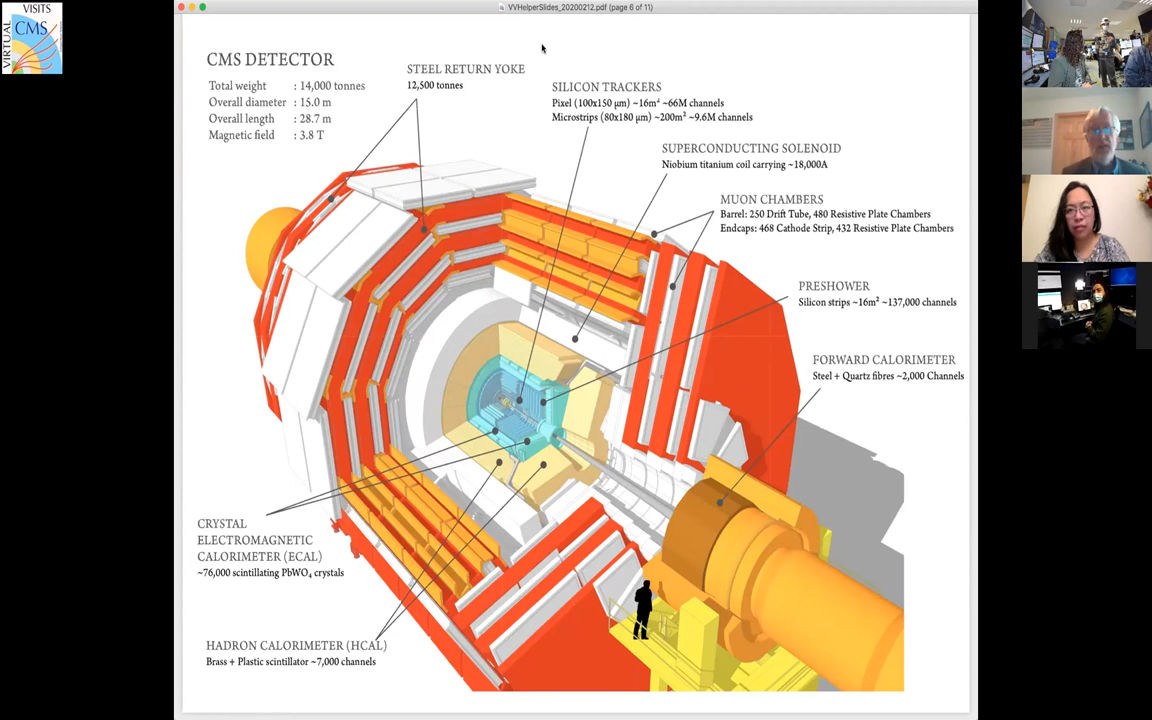 VISITS
VIRTUAL
CMS
VVHelperSlides_20200212.pdf (page 6 of 11)
CMS DETECTOR
Total weight : 14,000 tonnes
Overall diameter : 15.0 m
Overall length : 28.7 m
Magnetic field : 3.8 T
STEEL RETURN YOKE
12,500 tonnes
SILICON TRACKERS
Pixel (100x150 μm) ~16m² ~66M channels
Microstrips (80x180 μm) ~200m² ~9.6M channels
SUPERCONDUCTING SOLENOID
Niobium titanium coil carrying ~18,000A
MUON CHAMBERS
Barrel: 250 Drift Tube, 480 Resistive Plate Chambers
Endcaps: 468 Cathode Strip, 432 Resistive Plate Chambers
PRESHOWER
Silicon strips ~16m² ~137,000 channels
FORWARD CALORIMETER
Steel + Quartz fibres ~2,000 Channels
CRYSTAL
ELECTROMAGNETIC
CALORIMETER (ECAL)
~76,000 scintillating PbWO₄ crystals
HADRON CALORIMETER (HCAL)
Brass + Plastic scintillator ~7,000 channels